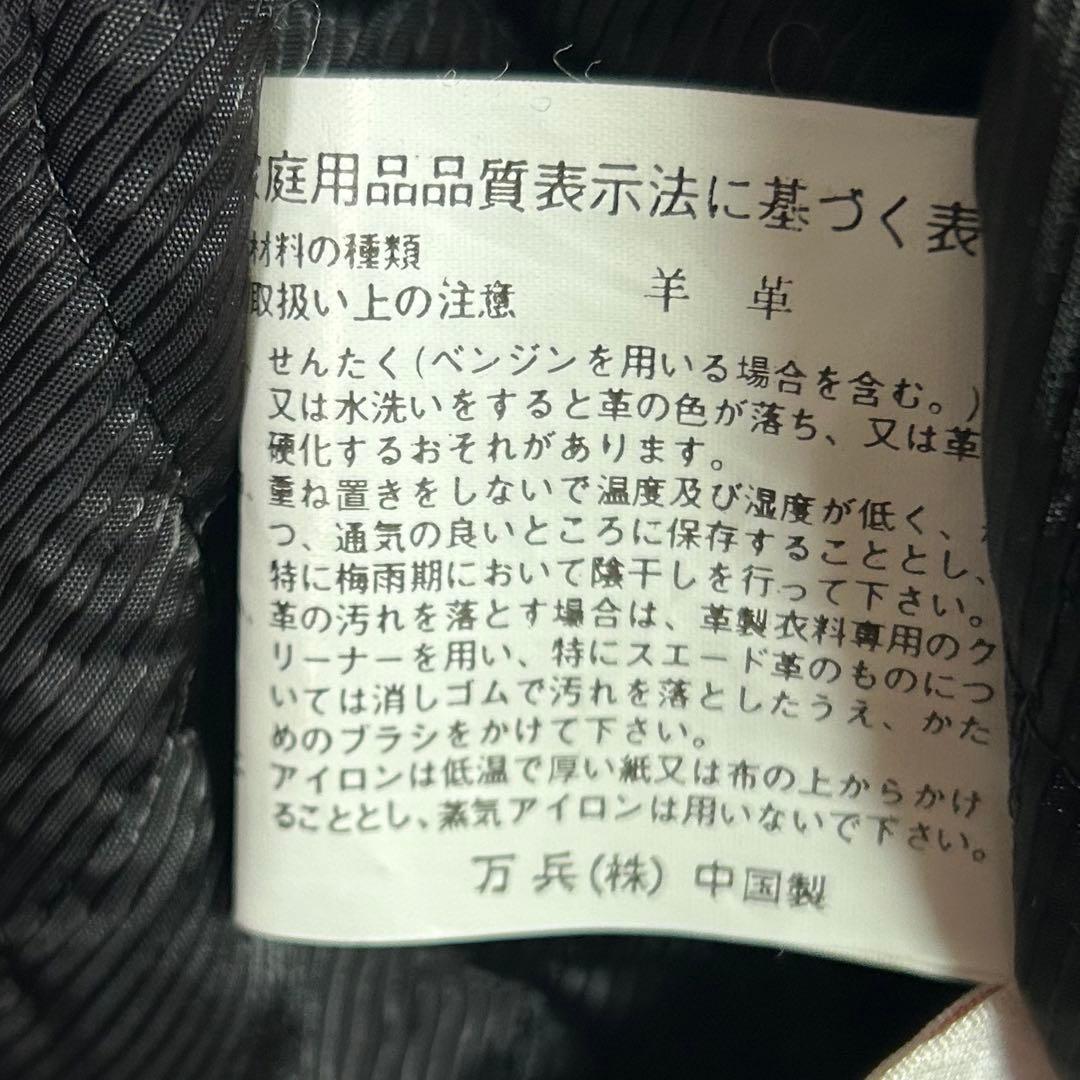 家庭用品品質表示法に基づく表
材料の種類
羊 革
取扱い上の注意
せんたく(ベンジンを用いる場合を含む。)
又は水洗いをすると革の色が落ち、又は革
硬化するおそれがあります。
重ね置きをしないで温度及び湿度が低く、
つ、通気の良いところに保存することとし、
特に梅雨期において陰干しを行って下さい。
革の汚れを落とす場合は、革製衣料専用のク
リーナーを用い、特にスエード革のものにつ
いては消しゴムで汚れを落としたうえ、かた
めのブラシをかけて下さい。
アイロンは低温で厚い紙又は布の上からかけ
ることとし、蒸気アイロンは用いないで下さい。
万兵(株) 中国製